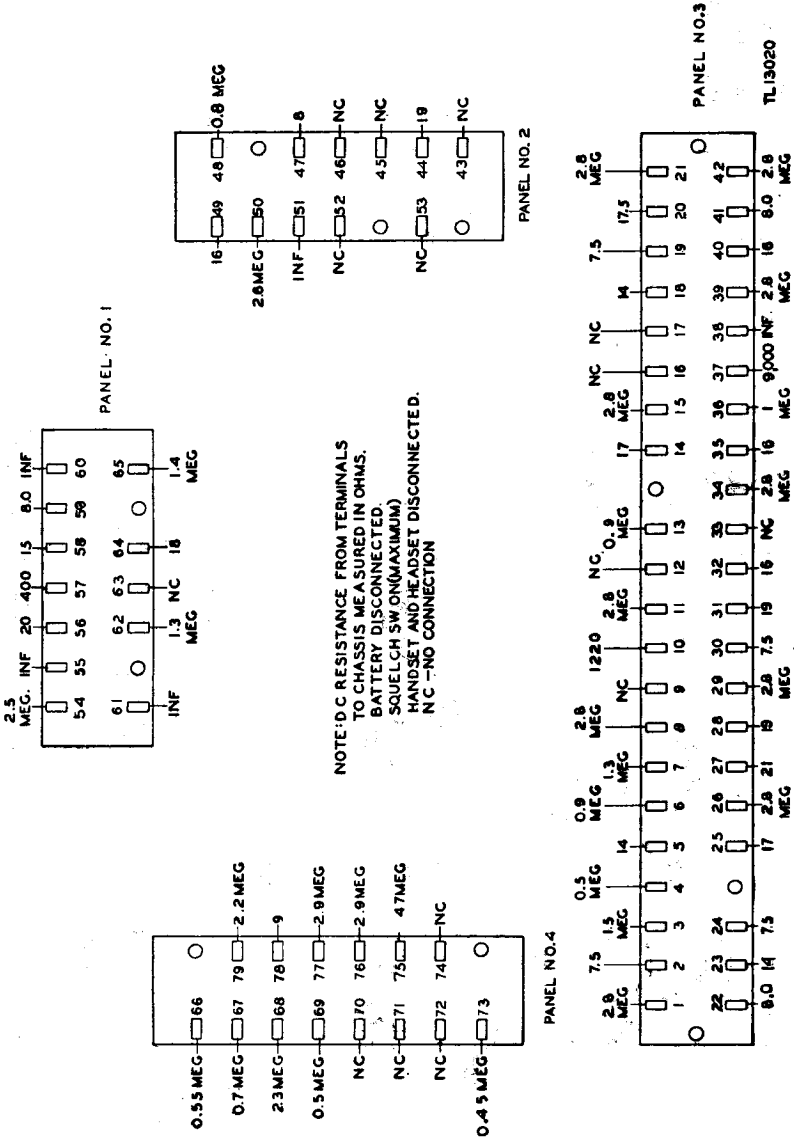 2.5 MEG. INF 20 400 15 8.0 INF
54 55 56 57 58 59 60
61 62 63 64 65
INF 1.3 MEG NC 18 1.4 MEG
PANEL NO. 1
16 49 48 0.8 MEG
2.8MEG 50
INF 51 47 8
NC 52 46 NC
45 NC
NC 53 44 19
43 NC
PANEL NO. 2
NOTE: DC RESISTANCE FROM TERMINALS
TO CHASSIS MEASURED IN OHMS.
BATTERY DISCONNECTED.
SQUELCH SW ON(MAXIMUM)
HANDSET AND HEADSET DISCONNECTED.
NC - NO CONNECTION
0.55 MEG 66
0.7 MEG 67 79 2.2 MEG
2.3 MEG 68 78 9
0.5 MEG 69 77 2.9 MEG
NC 70 76 2.9 MEG
NC 71 75 47 MEG
NC 72 74 NC
0.45 MEG 73
PANEL NO. 4
2.8 MEG 7.5 1.5 MEG 0.5 MEG 14 0.9 MEG 1.3 MEG 2.8 MEG NC 1220 2.8 MEG NC 0.9 MEG 17 2.8 MEG NC NC 14 7.5 17.5 2.8 MEG
1 2 3 4 5 6 7 8 9 10 11 12 13 14 15 16 17 18 19 20 21
22 23 24 25 26 27 28 29 30 31 32 33 34 35 36 37 38 39 40 41 42
8.0 14 7.5 17 2.8 MEG 21 19 2.8 MEG 7.5 19 16 NC 2.8 MEG 16 1 MEG 9,000 INF. 2.8 MEG 16 8.0 2.8 MEG
PANEL NO. 3
TL13020